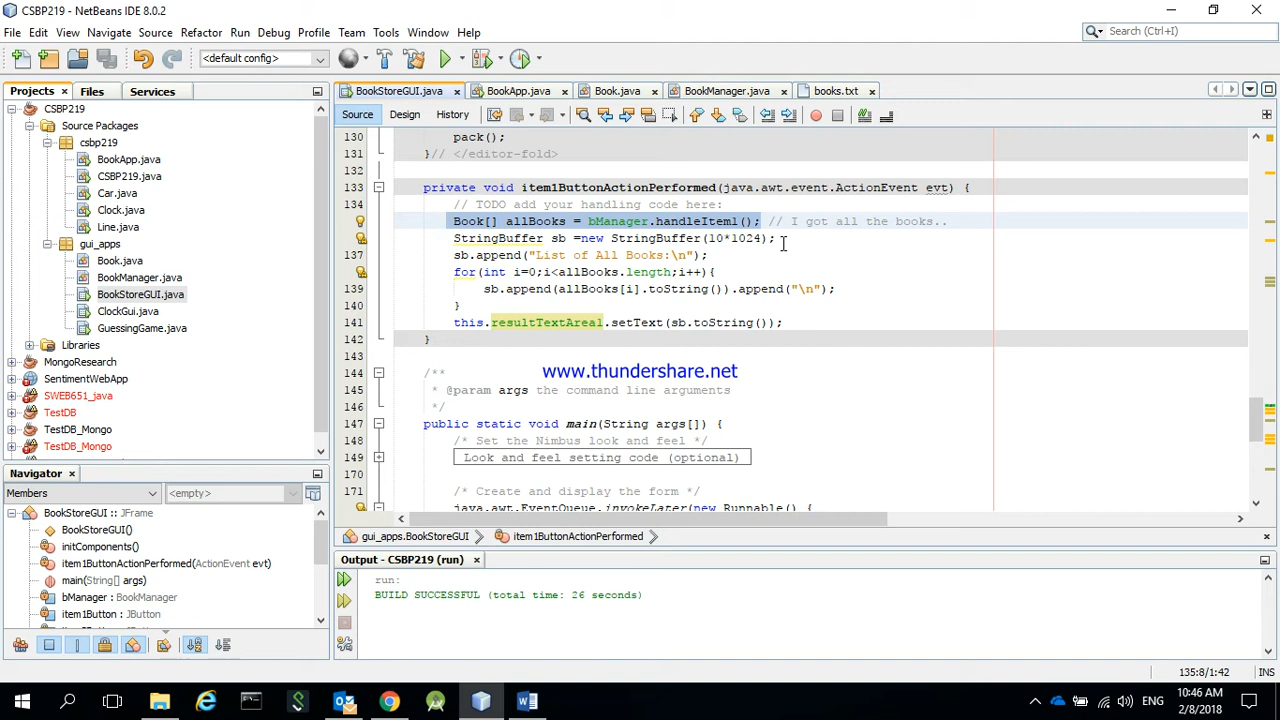 CSBP219 - NetBeans IDE 8.0.2
File Edit View Navigate Source Refactor Run Debug Profile Team Tools Window Help
Search (Ctrl+I)
<default config>
Projects Files Services
BookStoreGUI.java BookApp.java Book.java BookManager.java books.txt
Source Design History
CSBP219
Source Packages
csbp219
BookApp.java
CSBP219.java
Car.java
Clock.java
Line.java
gui_apps
Book.java
BookManager.java
BookStoreGUI.java
ClockGui.java
GuessingGame.java
Libraries
MongoResearch
SentimentWebApp
SWEB651_java
TestDB
TestDB_Mongo
TestDB_Mongo
130 pack();
131 }// </editor-fold>
132
133 private void item1ButtonActionPerformed(java.awt.event.ActionEvent evt) {
134 // TODO add your handling code here:
Book[] allBooks = bManager.handleItem1(); // I got all the books..
StringBuffer sb =new StringBuffer(10*1024);
137 sb.append("List of All Books:\n");
for(int i=0;i<allBooks.length;i++){
139 sb.append(allBooks[i].toString()).append("\n");
140 }
141 this.resultTextArea1.setText(sb.toString());
142 }
143
www.thundershare.net
144 /**
145 * @param args the command line arguments
146 */
147 public static void main(String args[]) {
148 /* Set the Nimbus look and feel */
149 Look and feel setting code (optional)
170
171 /* Create and display the form */
java.awt.EventQueue.invokeLater(new Runnable() {
Navigator
Members <empty>
BookStoreGUI :: JFrame
BookStoreGUI()
initComponents()
item1ButtonActionPerformed(ActionEvent evt)
main(String[] args)
bManager : BookManager
item1Button : JButton
gui_apps.BookStoreGUI item1ButtonActionPerformed
Output - CSBP219 (run)
run:
BUILD SUCCESSFUL (total time: 26 seconds)
135:8/1:42 INS
ENG
10:46 AM
2/8/2018